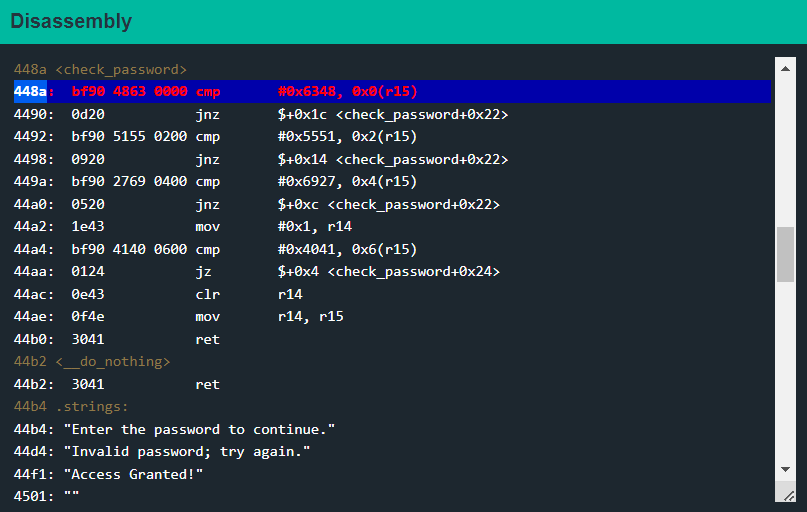 Disassembly
448a <check_password>
448a: bf90 4863 0000 cmp #0x6348, 0x0(r15)
4490: 0d20 jnz $+0x1c <check_password+0x22>
4492: bf90 5155 0200 cmp #0x5551, 0x2(r15)
4498: 0920 jnz $+0x14 <check_password+0x22>
449a: bf90 2769 0400 cmp #0x6927, 0x4(r15)
44a0: 0520 jnz $+0xc <check_password+0x22>
44a2: 1e43 mov #0x1, r14
44a4: bf90 4140 0600 cmp #0x4041, 0x6(r15)
44aa: 0124 jz $+0x4 <check_password+0x24>
44ac: 0e43 clr r14
44ae: 0f4e mov r14, r15
44b0: 3041 ret
44b2 <__do_nothing>
44b2: 3041 ret
44b4 .strings:
44b4: "Enter the password to continue."
44d4: "Invalid password; try again."
44f1: "Access Granted!"
4501: ""